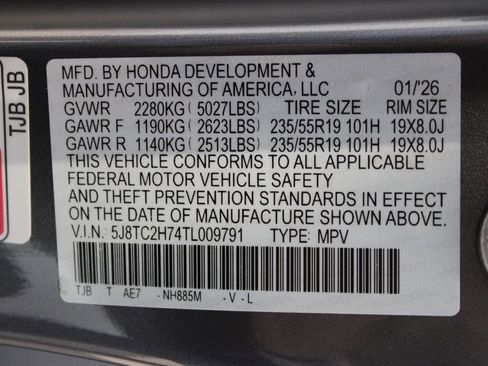 TJB JB
MFD. BY HONDA DEVELOPMENT &
MANUFACTURING OF AMERICA, LLC 01/'26
GVWR 2280KG (5027LBS) TIRE SIZE RIM SIZE
GAWR F 1190KG (2623LBS) 235/55R19 101H 19X8.0J
GAWR R 1140KG (2513LBS) 235/55R19 101H 19X8.0J
THIS VEHICLE CONFORMS TO ALL APPLICABLE
FEDERAL MOTOR VEHICLE SAFETY
AND THEFT PREVENTION STANDARDS IN EFFECT
ON THE DATE OF MANUFACTURE SHOWN ABOVE.
V.I.N.: 5J8TC2H74TL009791 TYPE: MPV
TJB T AE7 - NH885M - V - L